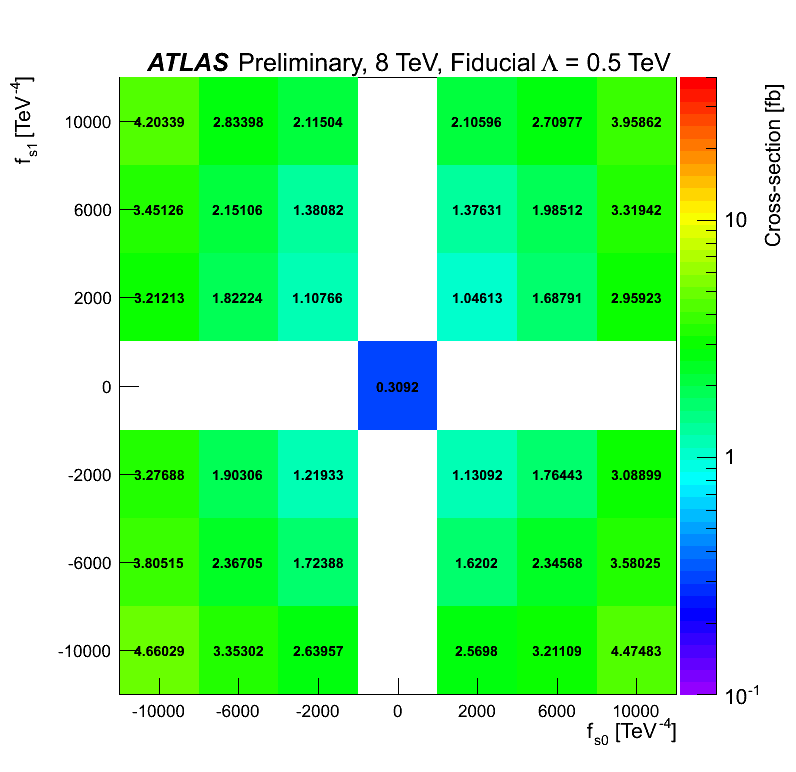 ATLAS Preliminary, 8 TeV, Fiducial Λ = 0.5 TeV
f_s1 [TeV^-4]
Cross-section [fb]
10000 4.20339 2.83398 2.11504 2.10596 2.70977 3.95862
6000 3.45126 2.15106 1.38082 1.37631 1.98512 3.31942
10
2000 3.21213 1.82224 1.10766 1.04613 1.68791 2.95923
0 0.3092
1
-2000 3.27688 1.90306 1.21933 1.13092 1.76443 3.08899
-6000 3.80515 2.36705 1.72388 1.6202 2.34568 3.58025
-10000 4.66029 3.35302 2.63957 2.5698 3.21109 4.47483
10^-1
-10000 -6000 -2000 0 2000 6000 10000
f_s0 [TeV^-4]